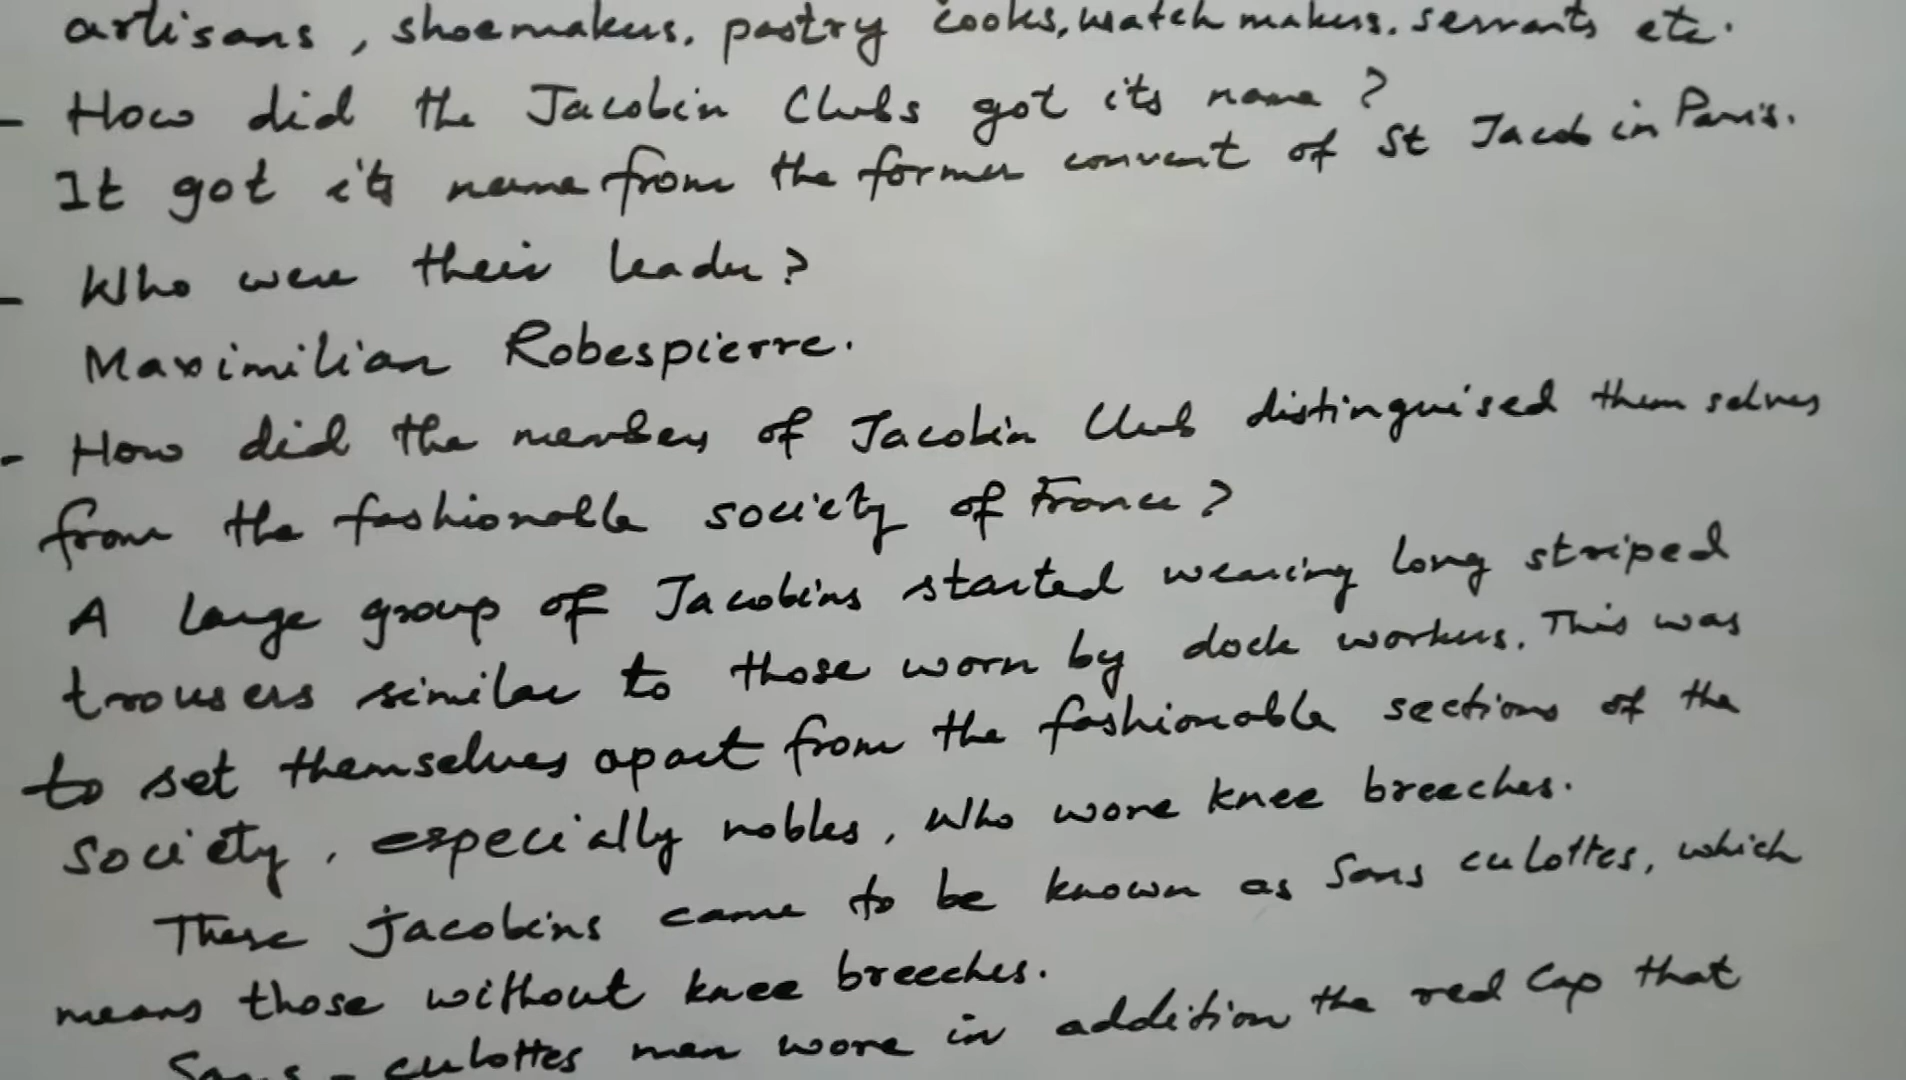 artisans, shoemakers, pastry cooks, watch makers, servants etc.
- How did the Jacobin Clubs got its name?
It got its name from the former convent of St Jacob in Paris.
- Who were their leader?
Maximilian Robespierre.
- How did the members of Jacobin Club distinguised themselves
from the fashionable society of France?
A large group of Jacobins started wearing long striped
trousers similar to those worn by dock workers. This was
to set themselves apart from the fashionable sections of the
society, especially nobles, who wore knee breeches.
These jacobins came to be known as Sans culottes, which
means those without knee breeches.
Sans-culottes men wore in addition the red cap that